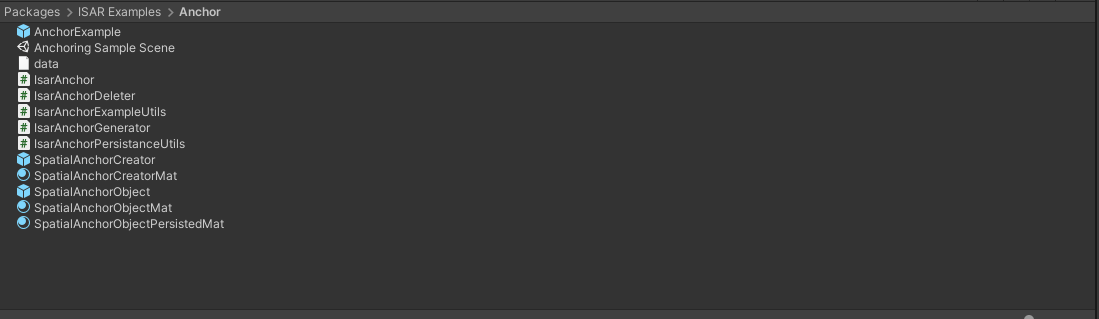 Packages > ISAR Examples > Anchor
AnchorExample
Anchoring Sample Scene
data
IsarAnchor
IsarAnchorDeleter
IsarAnchorExampleUtils
IsarAnchorGenerator
IsarAnchorPersistanceUtils
SpatialAnchorCreator
SpatialAnchorCreatorMat
SpatialAnchorObject
SpatialAnchorObjectMat
SpatialAnchorObjectPersistedMat